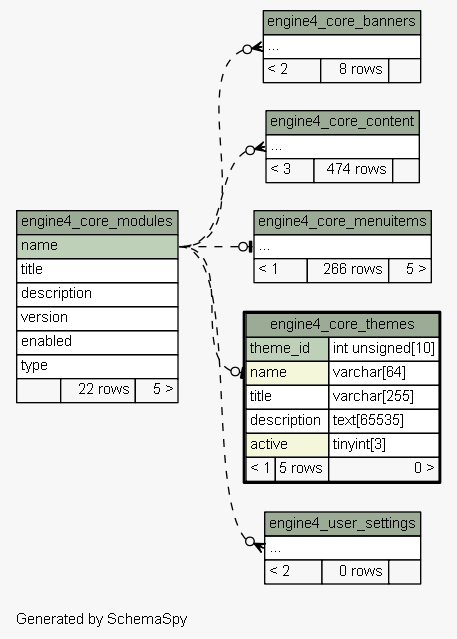 engine4_core_banners
...
< 2 8 rows
engine4_core_content
...
< 3 474 rows
engine4_core_modules
name
title
description
version
enabled
type
22 rows 5 >
engine4_core_menuitems
...
< 1 266 rows 5 >
engine4_core_themes
theme_id int unsigned[10]
name varchar[64]
title varchar[255]
description text[65535]
active tinyint[3]
< 1 5 rows 0 >
engine4_user_settings
...
< 2 0 rows
Generated by SchemaSpy